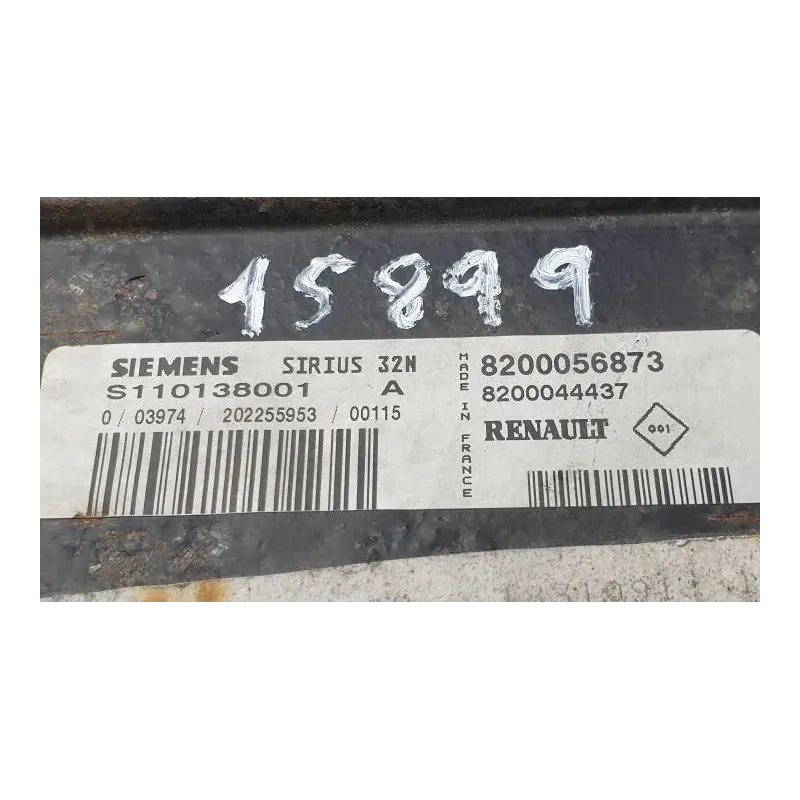 15899
SIEMENS SIRIUS 32N
S110138001 A
0/ 03974 / 202255953 / 00115
MADE IN FRANCE
8200056873
8200044437
RENAULT 001